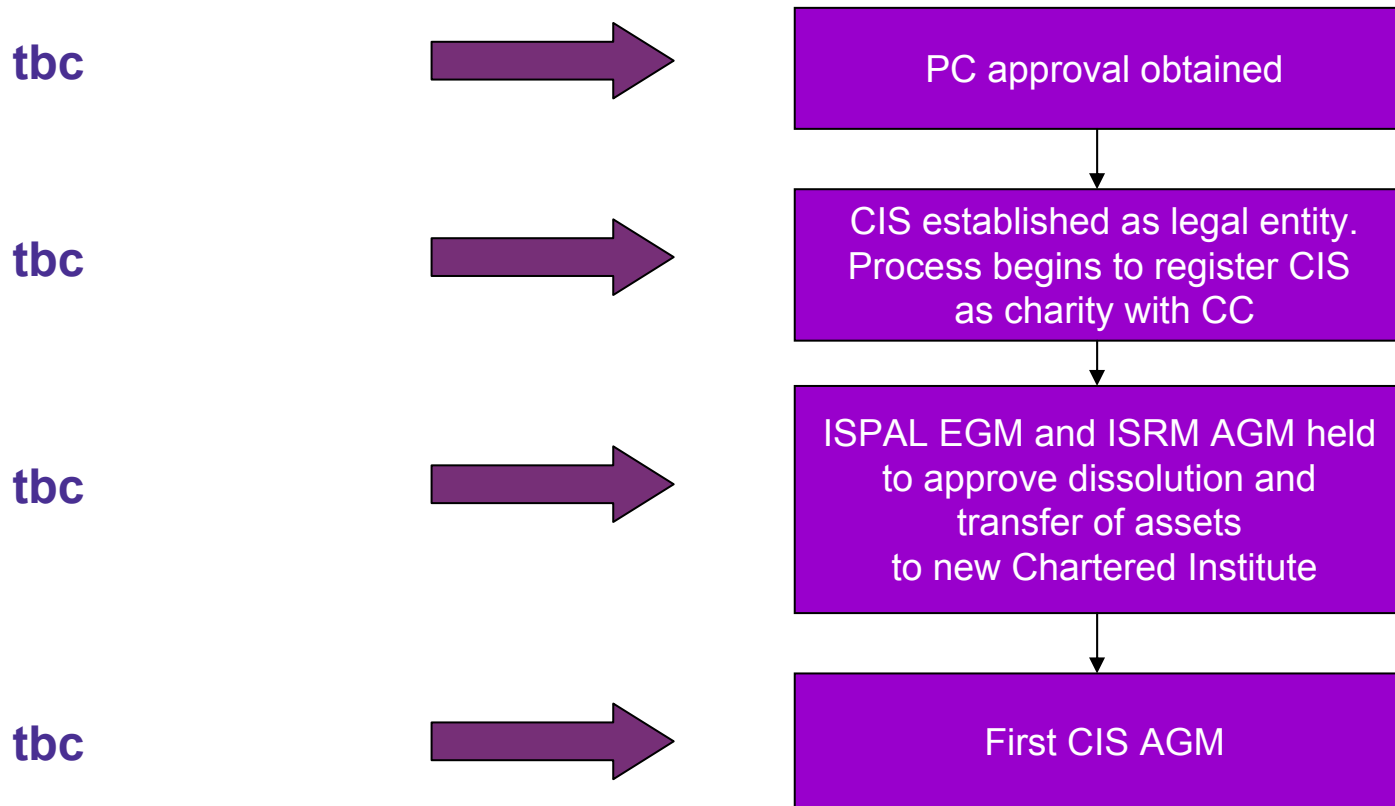 tbc
PC approval obtained
tbc
CIS established as legal entity.
Process begins to register CIS
as charity with CC
tbc
ISPAL EGM and ISRM AGM held
to approve dissolution and
transfer of assets
to new Chartered Institute
tbc
First CIS AGM